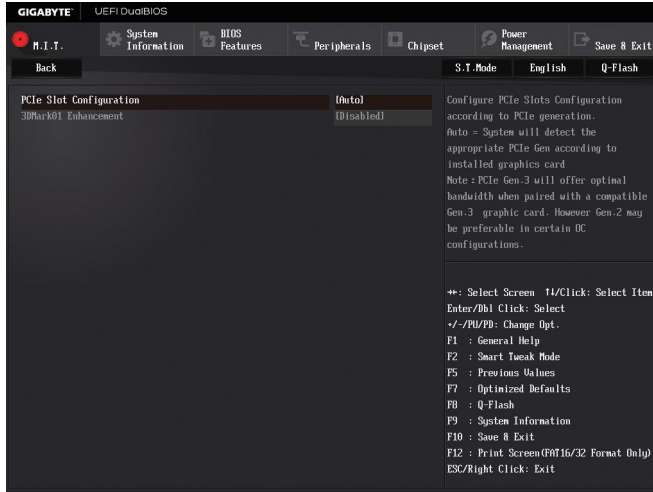 GIGABYTE™ UEFI DualBIOS
M.I.T. System Information BIOS Features Peripherals Chipset Power Management Save & Exit
Back S.T.Mode English Q-Flash
PCIe Slot Configuration [Auto]
3DMark01 Enhancement [Disabled]
Configure PCIe Slots Configuration
according to PCIe generation.
Auto = System will detect the
appropriate PCIe Gen according to
installed graphics card
Note : PCIe Gen.3 will offer optimal
bandwidth when paired with a compatible
Gen.3 graphic card. However Gen.2 may
be preferable in certain OC
configurations.
→←: Select Screen ↑↓/Click: Select Item
Enter/Dbl Click: Select
+/-/PU/PD: Change Opt.
F1 : General Help
F2 : Smart Tweak Mode
F5 : Previous Values
F7 : Optimized Defaults
F8 : Q-Flash
F9 : System Information
F10 : Save & Exit
F12 : Print Screen(FAT16/32 Format Only)
ESC/Right Click: Exit